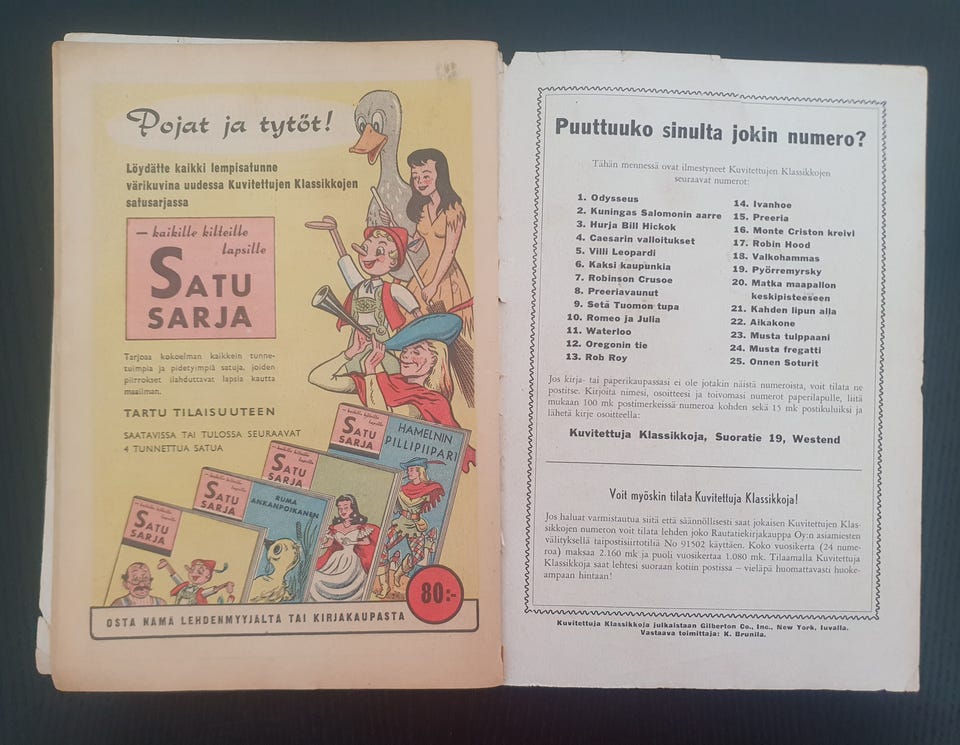 Pojat ja tytöt!
Löydätte kaikki lempisatunne
värikuvina uudessa Kuvitettujen Klassikkojen
satusarjassa
— kaikille kilteille
lapsille
SATU
SARJA
Tarjoaa kokoelman kaikkein tunne-
tuimpia ja pidetyimpiä satuja, joiden
piirrokset ilahduttavat lapsia kautta
maailman.
TARTU TILAISUUTEEN
SAATAVISSA TAI TULOSSA SEURAAVAT
4 TUNNETTUA SATUA
— kaikille kilteille
lapsille
SATU
SARJA
HAMELNIN
PILLIPIIPARI
— kaikille kilteille
lapsille
SATU
SARJA
— kaikille kilteille
lapsille
SATU
SARJA
RUMA
ANKANPOIKANEN
— kaikille kilteille
lapsille
SATU
SARJA
80:-
OSTA NÄMÄ LEHDENMYYJÄLTÄ TAI KIRJAKAUPASTA
Puuttuuko sinulta jokin numero?
Tähän mennessä ovat ilmestyneet Kuvitettujen Klassikkojen
seuraavat numerot:
1. Odysseus
2. Kuningas Salomonin aarre
3. Hurja Bill Hickok
4. Caesarin valloitukset
5. Villi Leopardi
6. Kaksi kaupunkia
7. Robinson Crusoe
8. Preeriavaunut
9. Setä Tuomon tupa
10. Romeo ja Julia
11. Waterloo
12. Oregonin tie
13. Rob Roy
14. Ivanhoe
15. Preeria
16. Monte Criston kreivi
17. Robin Hood
18. Valkohammas
19. Pyörremyrsky
20. Matka maapallon
keskipisteeseen
21. Kahden lipun alla
22. Aikakone
23. Musta tulppaani
24. Musta fregatti
25. Onnen Soturit
Jos kirja- tai paperikaupassasi ei ole jotakin näistä numeroista, voit tilata ne
postitse. Kirjoita nimesi, osoitteesi ja toivomasi numerot paperilapulle, liitä
mukaan 100 mk postimerkeissä numeroa kohden sekä 15 mk postikuluiksi ja
lähetä kirje osoitteella:
Kuvitettuja Klassikkoja, Suoratie 19, Westend
Voit myöskin tilata Kuvitettuja Klassikkoja!
Jos haluat varmistautua siitä että säännöllisesti saat jokaisen Kuvitettujen Klas-
sikkojen numeron voit tilata lehden joko Rautatiekirjakauppa Oy:n asiamiesten
välityksellä taipostisiirtotiliä No 91502 käyttäen. Koko vuosikerta (24 nume-
roa) maksaa 2.160 mk ja puoli vuosikertaa 1.080 mk. Tilaamalla Kuvitettuja
Klassikkoja saat lehtesi suoraan kotiin postissa — vieläpä huomattavasti huoke-
ampaan hintaan!
Kuvitettuja Klassikkoja julkaistaan Gilberton Co., Inc., New York, luvalla.
Vastaava toimittaja: K. Brunila.